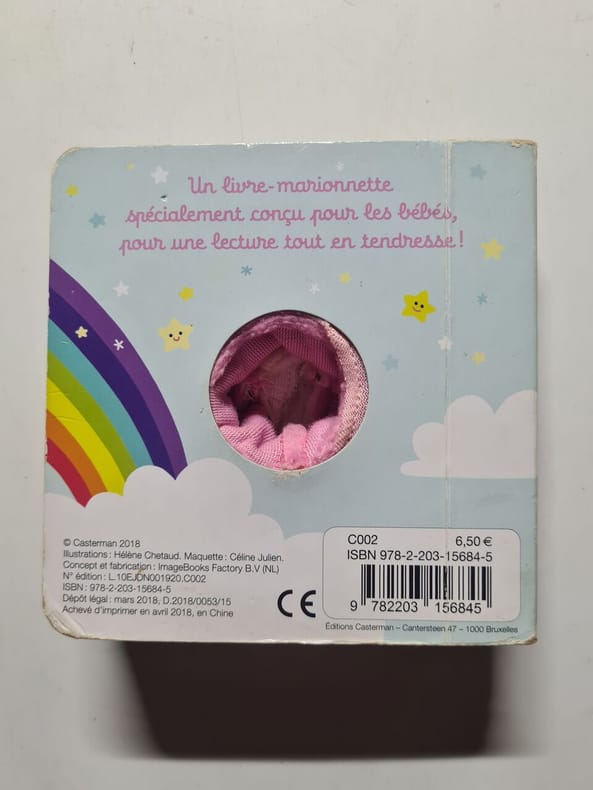 Un livre-marionnette
spécialement conçu pour les bébés,
pour une lecture tout en tendresse !
© Casterman 2018
Illustrations : Hélène Chetaud. Maquette : Céline Julien.
Concept et fabrication : ImageBooks Factory B.V (NL)
N° édition : L.10EJDN001920.C002
ISBN : 978-2-203-15684-5
Dépôt légal : mars 2018; D.2018/0053/15
Achevé d'imprimer en avril 2018, en Chine
CE
C002 6,50 €
ISBN 978-2-203-15684-5
9 782203 156845
Éditions Casterman – Cantersteen 47 – 1000 Bruxelles